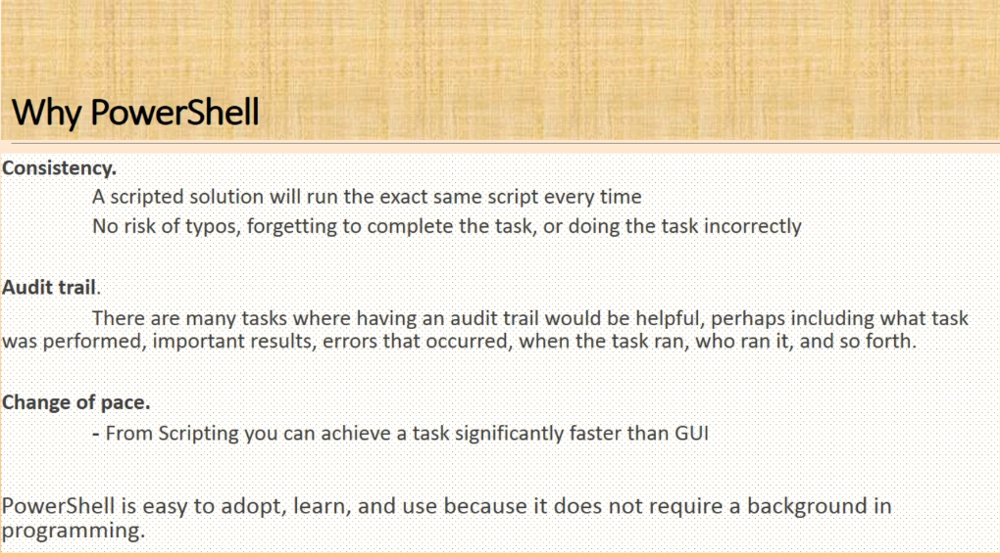 Why PowerShell
Consistency.
A scripted solution will run the exact same script every time
No risk of typos, forgetting to complete the task, or doing the task incorrectly
Audit trail.
There are many tasks where having an audit trail would be helpful, perhaps including what task
was performed, important results, errors that occurred, when the task ran, who ran it, and so forth.
Change of pace.
- From Scripting you can achieve a task significantly faster than GUI
PowerShell is easy to adopt, learn, and use because it does not require a background in
programming.